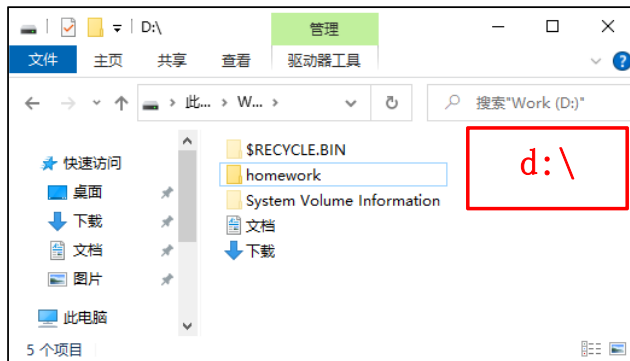 D:\
管理
文件 主页 共享 查看 驱动器工具
此... › W... ›
搜索"Work (D:)"
快速访问
桌面
下载
文档
图片
此电脑
$RECYCLE.BIN
homework
System Volume Information
文档
下载
d:\
5 个项目